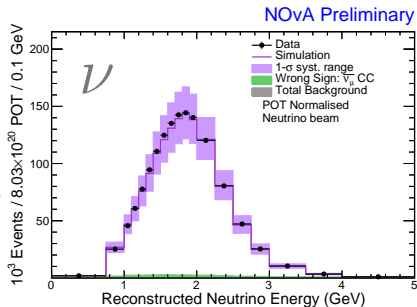 NOvA Preliminary
ν
Data
Simulation
1-σ syst. range
Wrong Sign: ν̄μ CC
Total Background
POT Normalised
Neutrino beam
10³ Events / 8.03×10²⁰ POT / 0.1 GeV
200
150
100
50
0 1 2 3 4 5
Reconstructed Neutrino Energy (GeV)